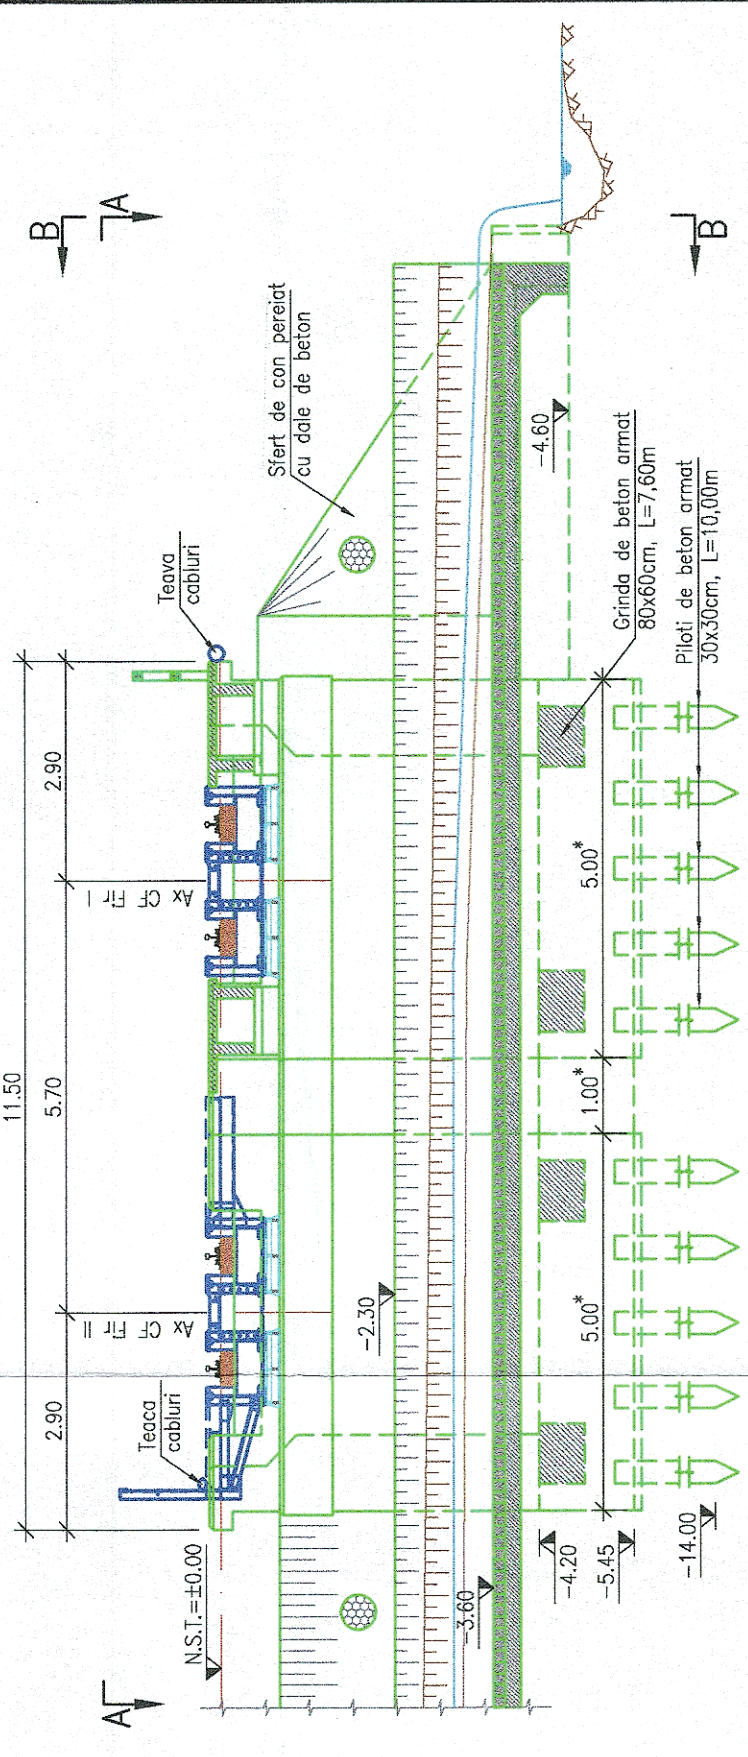 11.50
2.90
5.70
2.90
Teaca
cabluri
Ax CF Fir II
Ax CF Fir I
Teava
cabluri
Sfert de con pereiat
cu dale de beton
A
A
B
B
N.S.T.=±0.00
-2.30
-3.60
-4.60
-4.20
-5.45
-14.00
5.00*
1.00*
5.00*
Grinda de beton armat
80x60cm, L=7,60m
Piloti de beton armat
30x30cm, L=10,00m